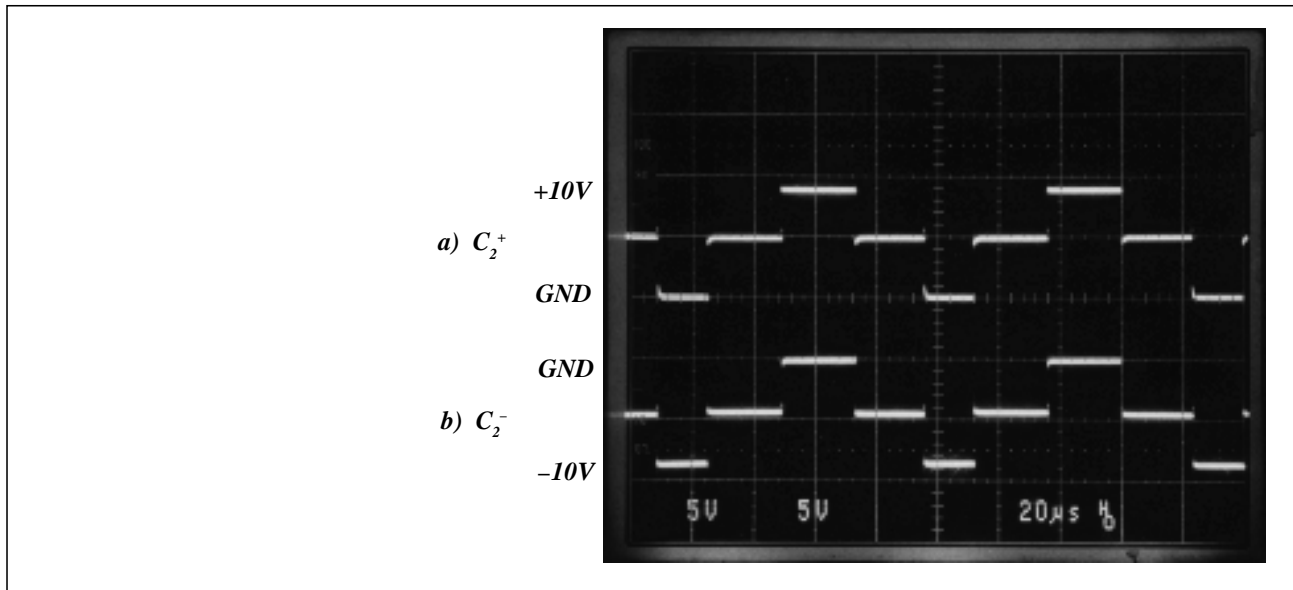 +10V
a) C₂⁺
GND
GND
b) C₂⁻
–10V
5V 5V 20µs